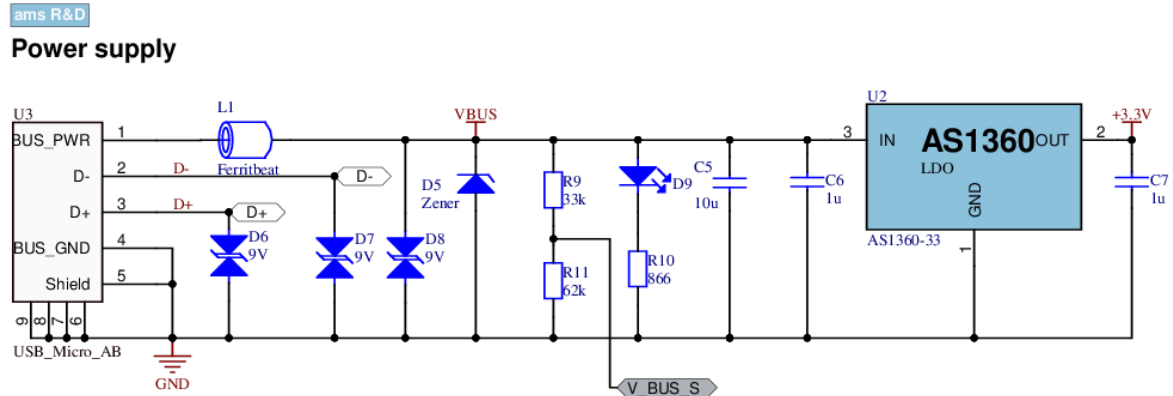 ams R&D
Power supply
U3
BUS_PWR 1
D- 2 D-
D+ 3 D+
BUS_GND 4
Shield 5
9 8 7 6
USB_Micro_AB
GND
L1
Ferritbeat
D-
D+
D6
9V
D7
9V
D8
9V
VBUS
D5
Zener
R9
33k
R11
62k
V_BUS_S
D9
R10
866
C5
10u
C6
1u
U2
3 IN AS1360 OUT 2
LDO
GND
1
AS1360-33
+3.3V
C7
1u